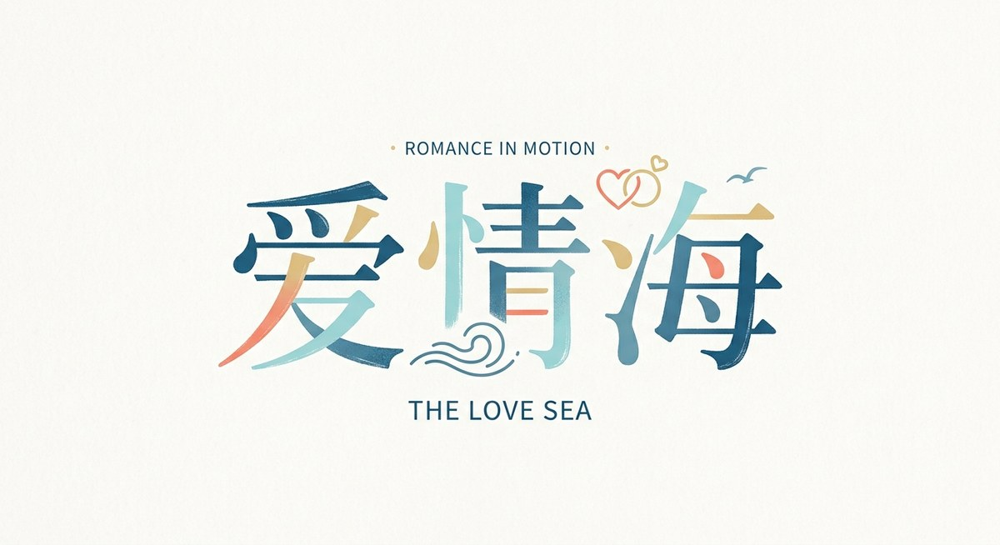 ROMANCE IN MOTION
爱情海
THE LOVE SEA